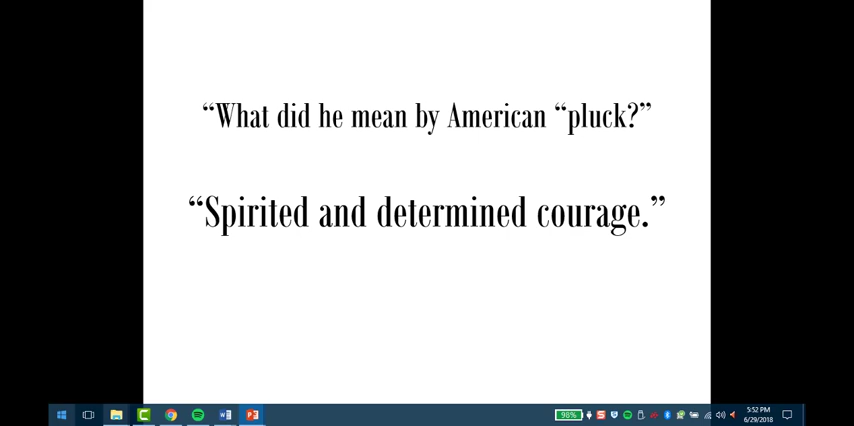 “What did he mean by American “pluck?”
“Spirited and determined courage.”
98%
5:52 PM
6/29/2018